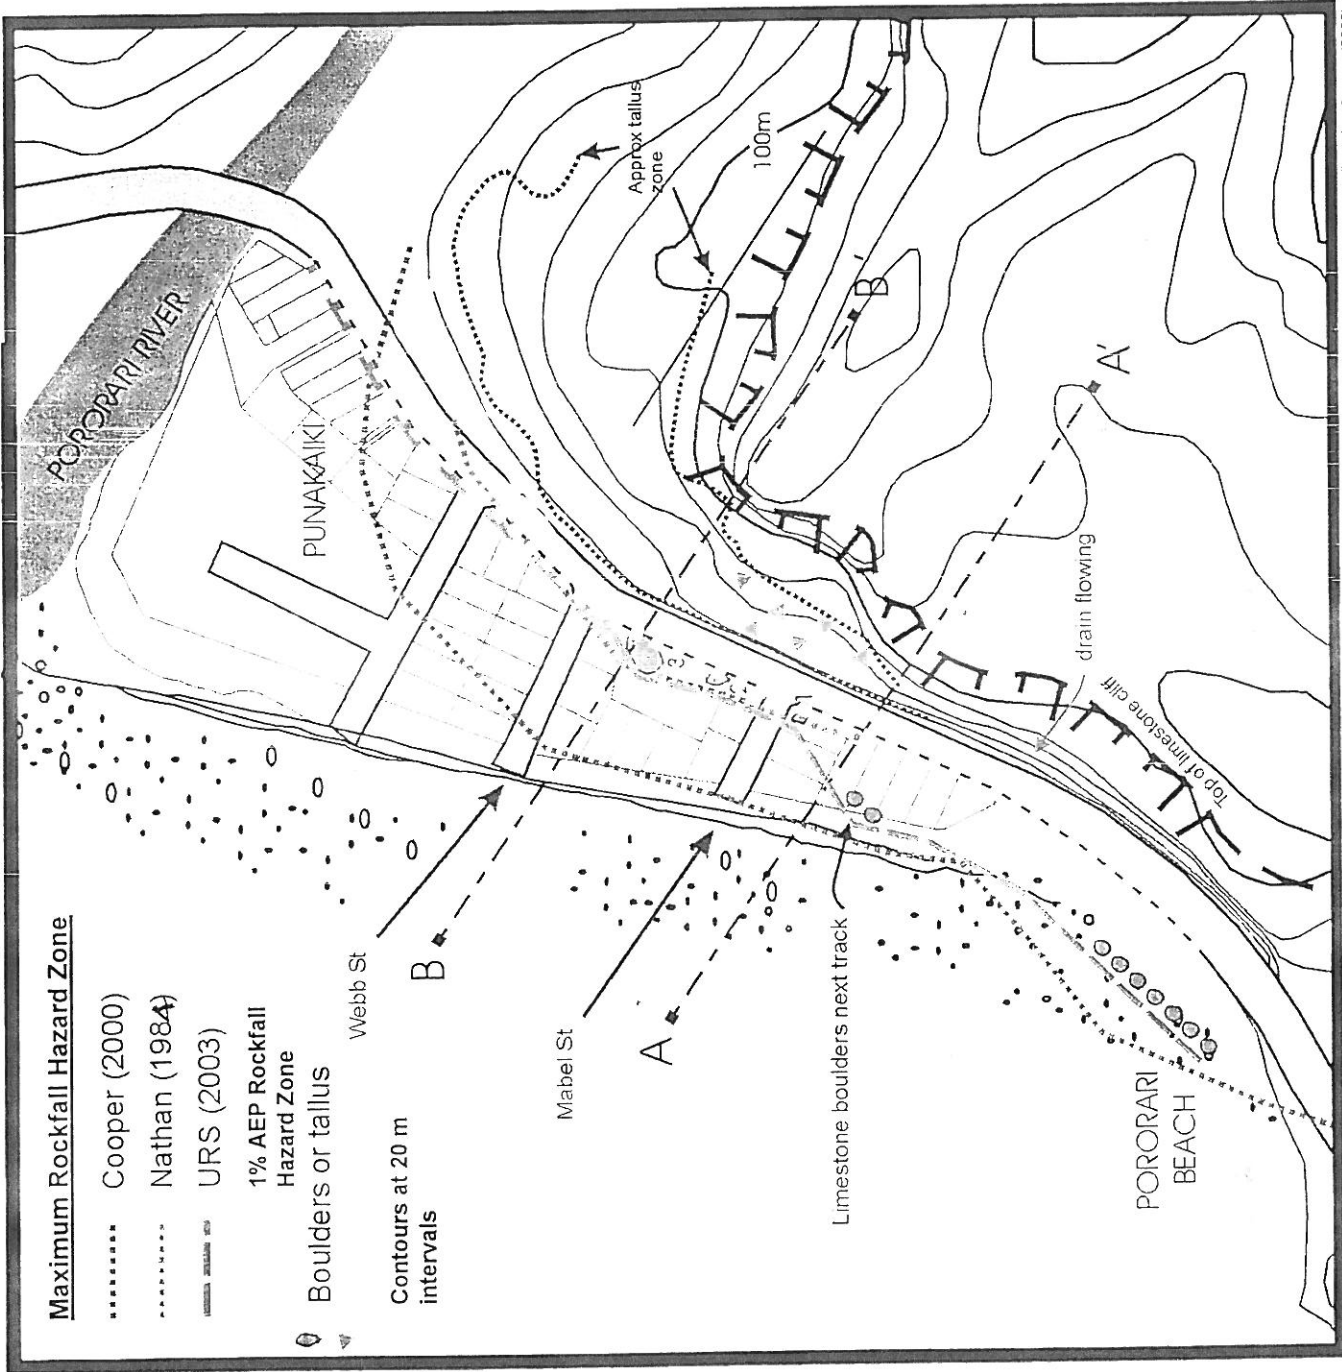 Maximum Rockfall Hazard Zone
Cooper (2000)
Nathan (1984)
URS (2003)
1% AEP Rockfall
Hazard Zone
Boulders or tallus
Contours at 20 m
intervals
PORORARI RIVER
PUNAKAIKI
Webb St
B
Mabel St
A
Limestone boulders next track
PORORARI
BEACH
Approx tallus
zone
100m
B'
A'
drain flowing
Top of limestone cliff